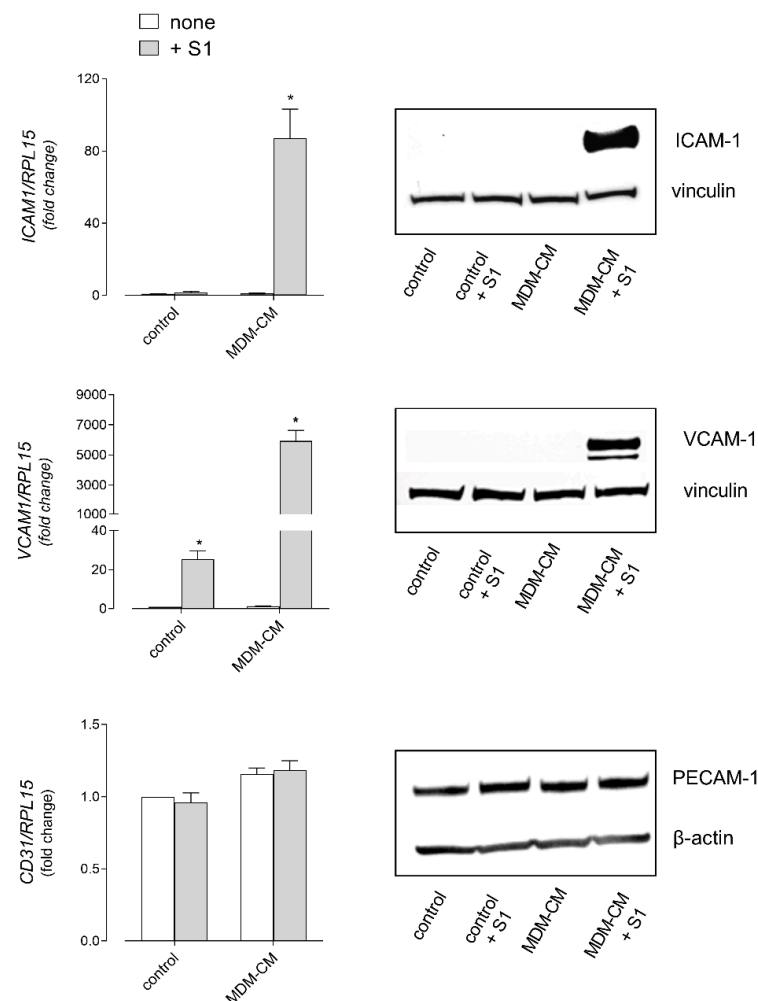 none
+ S1
ICAM1/RPL15
(fold change)
120
80
40
0
control
MDM-CM
*
ICAM-1
vinculin
control
control
+ S1
MDM-CM
MDM-CM
+ S1
VCAM1/RPL15
(fold change)
9000
7000
5000
3000
1000
40
20
0
*
*
control
MDM-CM
VCAM-1
vinculin
control
control
+ S1
MDM-CM
MDM-CM
+ S1
CD31/RPL15
(fold change)
1.5
1.0
0.5
0.0
control
MDM-CM
PECAM-1
β-actin
control
control
+ S1
MDM-CM
MDM-CM
+ S1